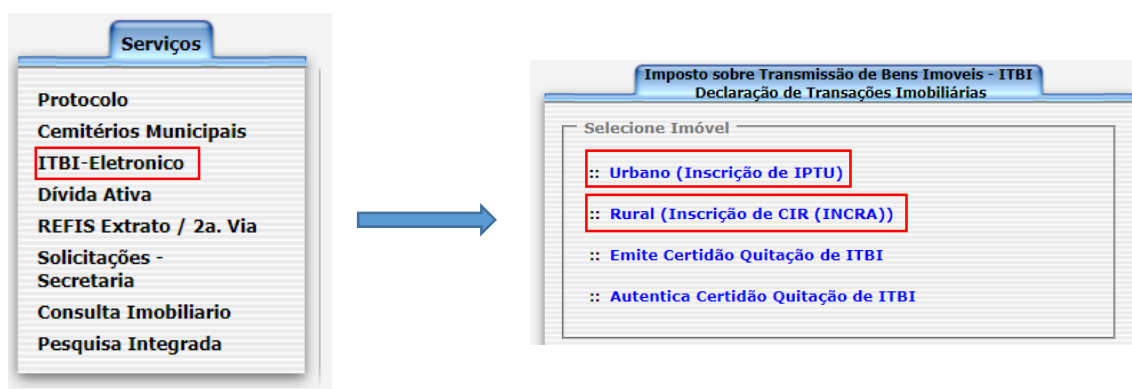 Serviços
Protocolo
Cemitérios Municipais
ITBI-Eletronico
Dívida Ativa
REFIS Extrato / 2a. Via
Solicitações -
Secretaria
Consulta Imobiliario
Pesquisa Integrada
Imposto sobre Transmissão de Bens Imoveis - ITBI
Declaração de Transações Imobiliárias
Selecione Imóvel
:: Urbano (Inscrição de IPTU)
:: Rural (Inscrição de CIR (INCRA))
:: Emite Certidão Quitação de ITBI
:: Autentica Certidão Quitação de ITBI